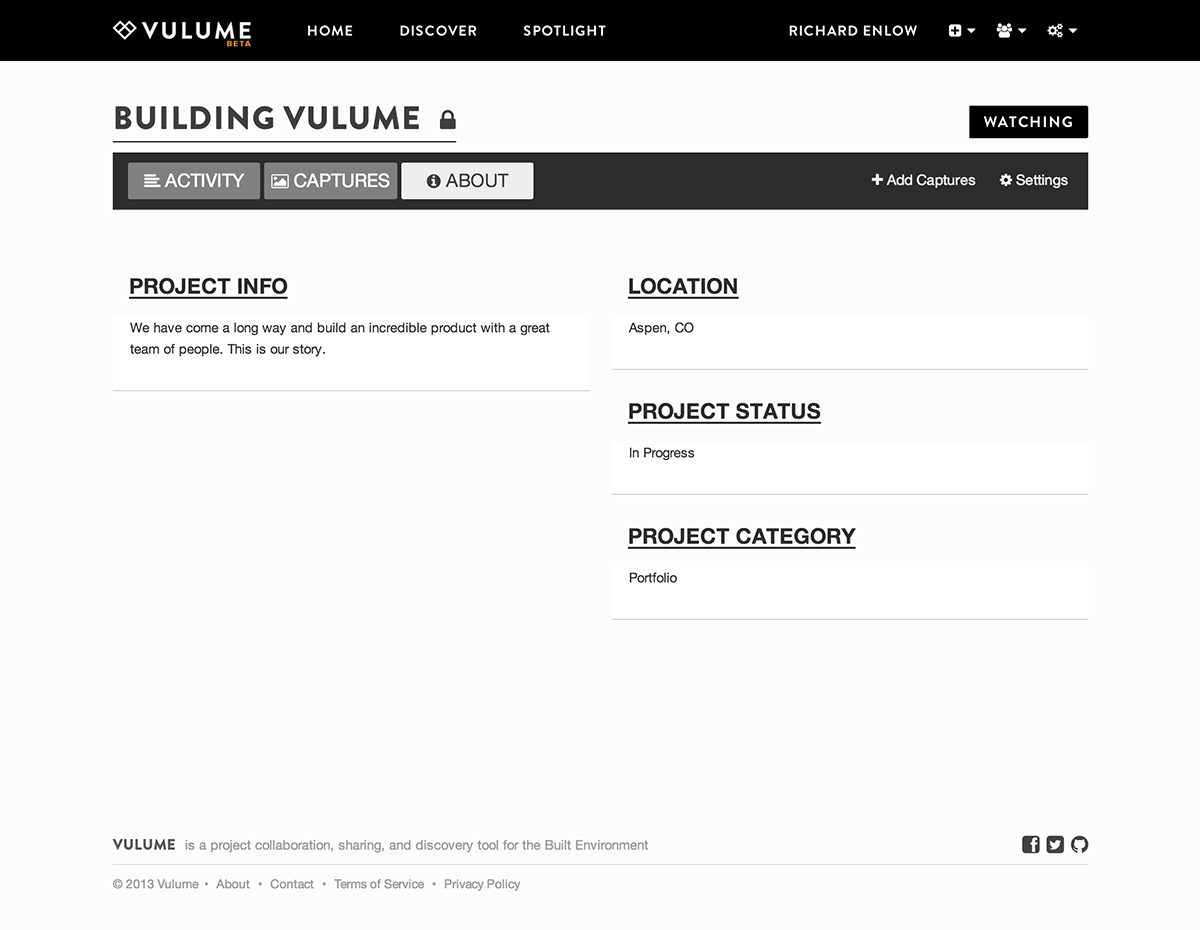 VULUME
BETA
HOME DISCOVER SPOTLIGHT RICHARD ENLOW
BUILDING VULUME
WATCHING
ACTIVITY CAPTURES ABOUT Add Captures Settings
PROJECT INFO
We have come a long way and build an incredible product with a great
team of people. This is our story.
LOCATION
Aspen, CO
PROJECT STATUS
In Progress
PROJECT CATEGORY
Portfolio
VULUME is a project collaboration, sharing, and discovery tool for the Built Environment
© 2013 Vulume • About • Contact • Terms of Service • Privacy Policy